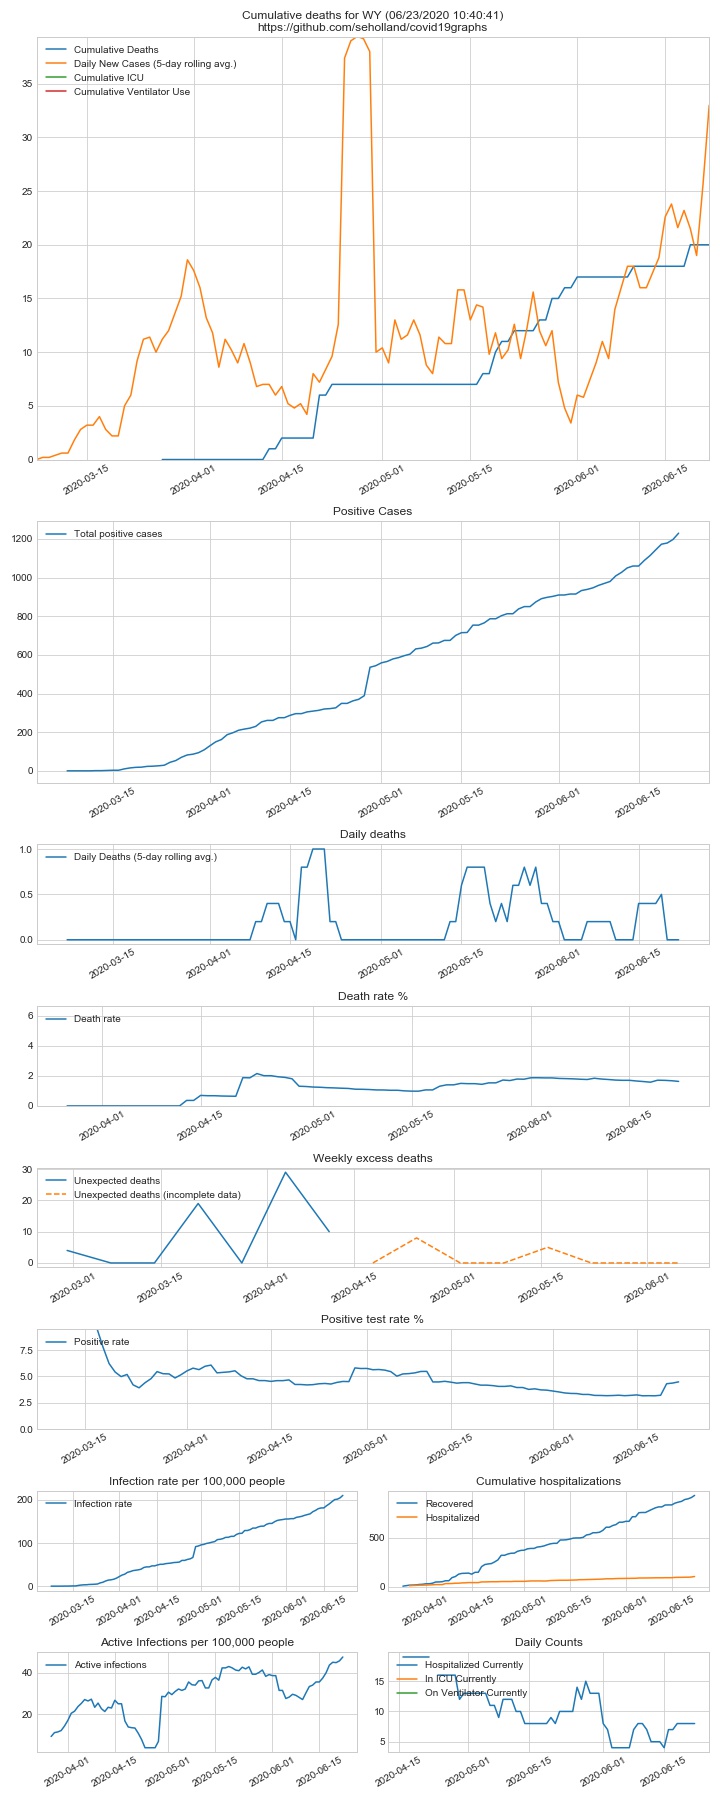 Cumulative deaths for WY (06/23/2020 10:40:41)
https://github.com/seholland/covid19graphs
Cumulative Deaths
Daily New Cases (5-day rolling avg.)
Cumulative ICU
Cumulative Ventilator Use
35
30
25
20
15
10
5
0
2020-03-15 2020-04-01 2020-04-15 2020-05-01 2020-05-15 2020-06-01 2020-06-15
Positive Cases
Total positive cases
1200
1000
800
600
400
200
0
2020-03-15 2020-04-01 2020-04-15 2020-05-01 2020-05-15 2020-06-01 2020-06-15
Daily deaths
Daily Deaths (5-day rolling avg.)
1.0
0.5
0.0
2020-03-15 2020-04-01 2020-04-15 2020-05-01 2020-05-15 2020-06-01 2020-06-15
Death rate %
Death rate
6
4
2
0
2020-04-01 2020-04-15 2020-05-01 2020-05-15 2020-06-01 2020-06-15
Weekly excess deaths
Unexpected deaths
Unexpected deaths (incomplete data)
30
20
10
0
2020-03-01 2020-03-15 2020-04-01 2020-04-15 2020-05-01 2020-05-15 2020-06-01
Positive test rate %
Positive rate
7.5
5.0
2.5
0.0
2020-03-15 2020-04-01 2020-04-15 2020-05-01 2020-05-15 2020-06-01 2020-06-15
Infection rate per 100,000 people
Infection rate
200
100
0
2020-03-15 2020-04-01 2020-04-15 2020-05-01 2020-05-15 2020-06-01 2020-06-15
Cumulative hospitalizations
Recovered
Hospitalized
500
0
2020-04-01 2020-04-15 2020-05-01 2020-05-15 2020-06-01 2020-06-15
Active Infections per 100,000 people
Active infections
40
20
2020-04-01 2020-04-15 2020-05-01 2020-05-15 2020-06-01 2020-06-15
Daily Counts
Hospitalized Currently
In ICU Currently
On Ventilator Currently
15
10
5
2020-04-15 2020-05-01 2020-05-15 2020-06-01 2020-06-15